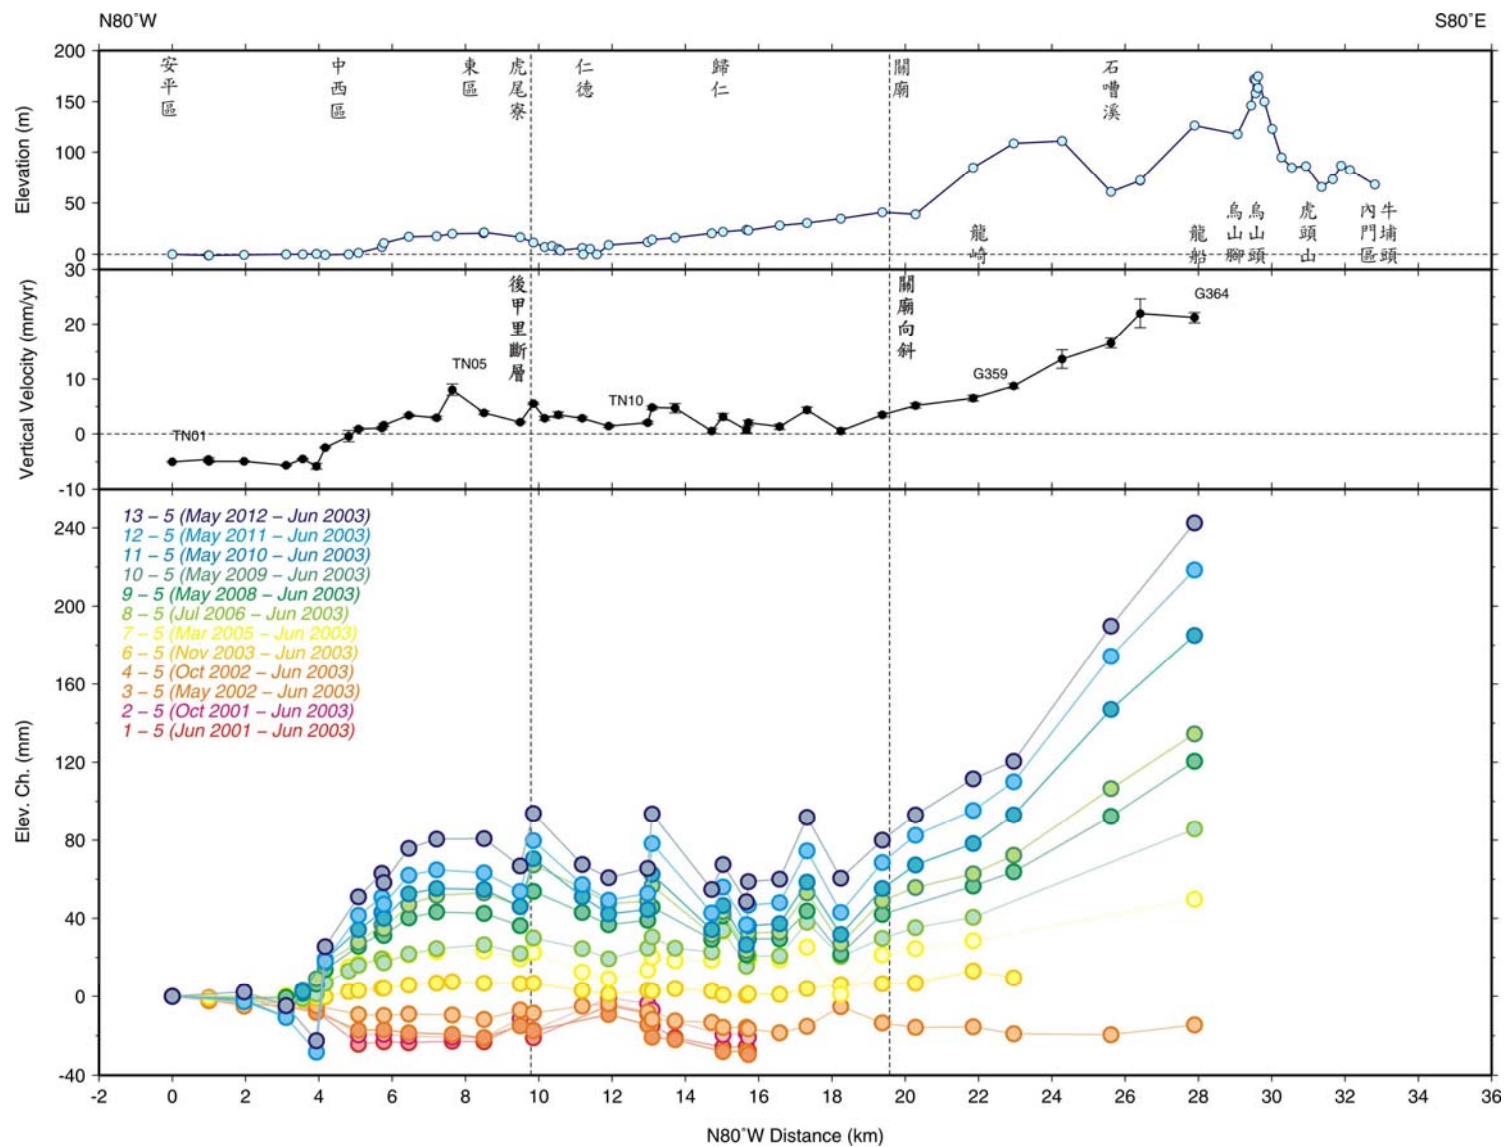 N80°W
S80°E
Elevation (m)
200
150
100
50
0
安平區
中西區
東區
虎尾寮
仁德
歸仁
關廟
石嘈溪
龍崎
龍船
烏山腳
烏山頭
虎頭山
內門區
牛埔頭
Vertical Velocity (mm/yr)
30
20
10
0
-10
TN01
TN05
後甲里斷層
TN10
關廟向斜
G359
G364
Elev. Ch. (mm)
240
200
160
120
80
40
0
-40
13 – 5 (May 2012 – Jun 2003)
12 – 5 (May 2011 – Jun 2003)
11 – 5 (May 2010 – Jun 2003)
10 – 5 (May 2009 – Jun 2003)
9 – 5 (May 2008 – Jun 2003)
8 – 5 (Jul 2006 – Jun 2003)
7 – 5 (Mar 2005 – Jun 2003)
6 – 5 (Nov 2003 – Jun 2003)
4 – 5 (Oct 2002 – Jun 2003)
3 – 5 (May 2002 – Jun 2003)
2 – 5 (Oct 2001 – Jun 2003)
1 – 5 (Jun 2001 – Jun 2003)
-2 0 2 4 6 8 10 12 14 16 18 20 22 24 26 28 30 32 34 36
N80°W Distance (km)